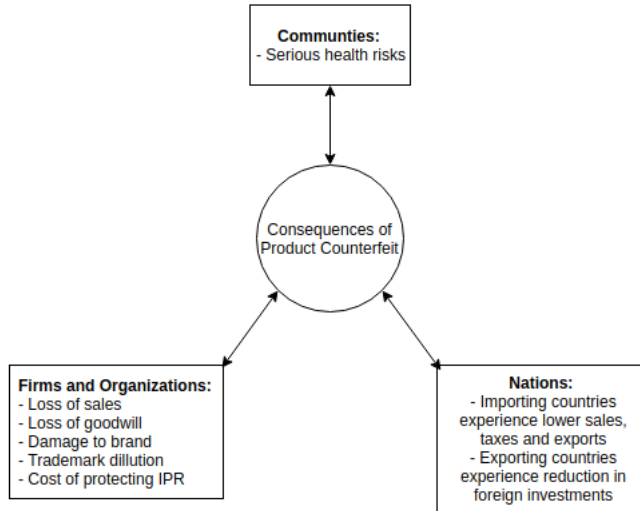 Communties:
- Serious health risks
Consequences of
Product Counterfeit
Firms and Organizations:
- Loss of sales
- Loss of goodwill
- Damage to brand
- Trademark dillution
- Cost of protecting IPR
Nations:
- Importing countries
experience lower sales,
taxes and exports
- Exporting countries
experience reduction in
foreign investments